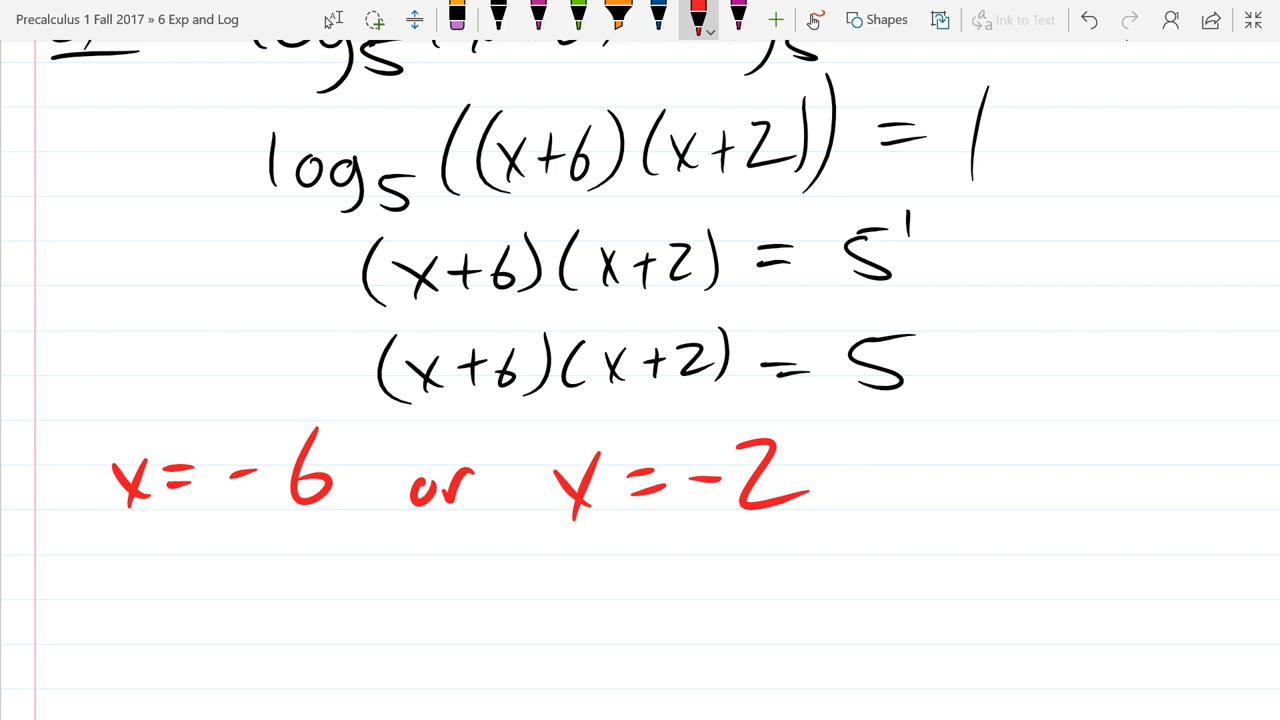 Precalculus 1 Fall 2017 » 6 Exp and Log
Shapes
Ink to Text
log₅((x+6)(x+2)) = 1
(x+6)(x+2) = 5¹
(x+6)(x+2) = 5
x = -6 or x = -2